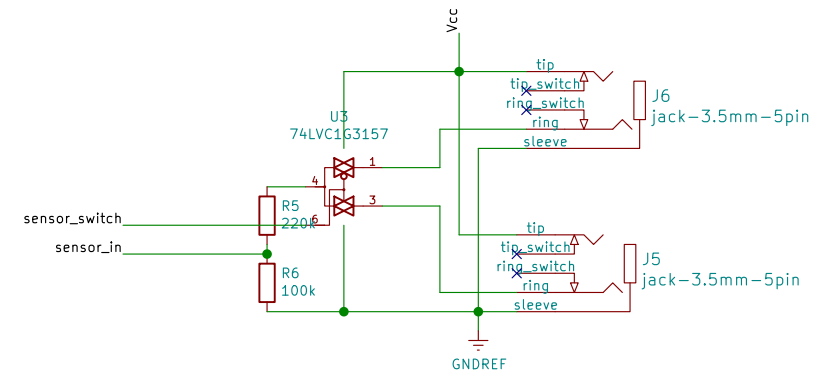 Vcc
tip
tip_switch
ring_switch
ring
sleeve
J6
jack-3.5mm-5pin
U3
74LVC1G3157
1
4
3
6
R5
220k
sensor_switch
sensor_in
R6
100k
tip
tip_switch
ring_switch
ring
sleeve
J5
jack-3.5mm-5pin
GNDREF